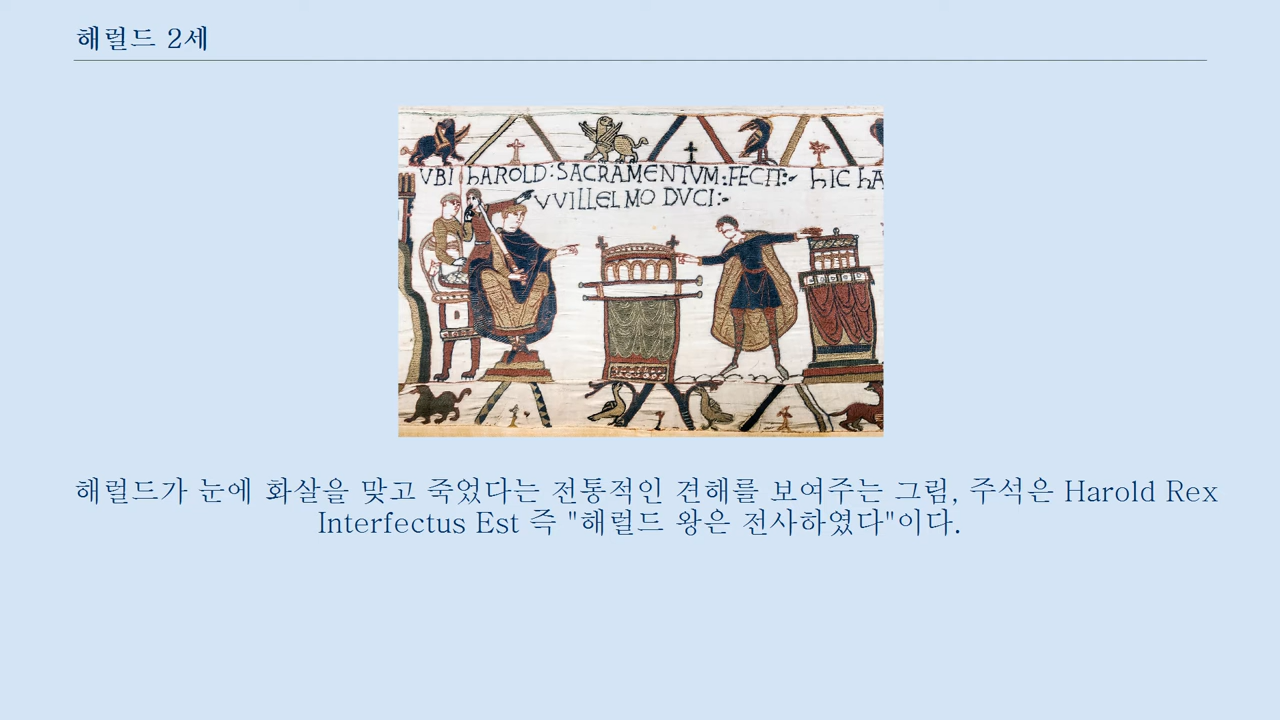 해럴드 2세
VBI hAROLD: SACRAMENTVM: FECIT:- hIC hA
VVILLELMO DVCI:-
해럴드가 눈에 화살을 맞고 죽었다는 전통적인 견해를 보여주는 그림, 주석은 Harold Rex
Interfectus Est 즉 "해럴드 왕은 전사하였다"이다.